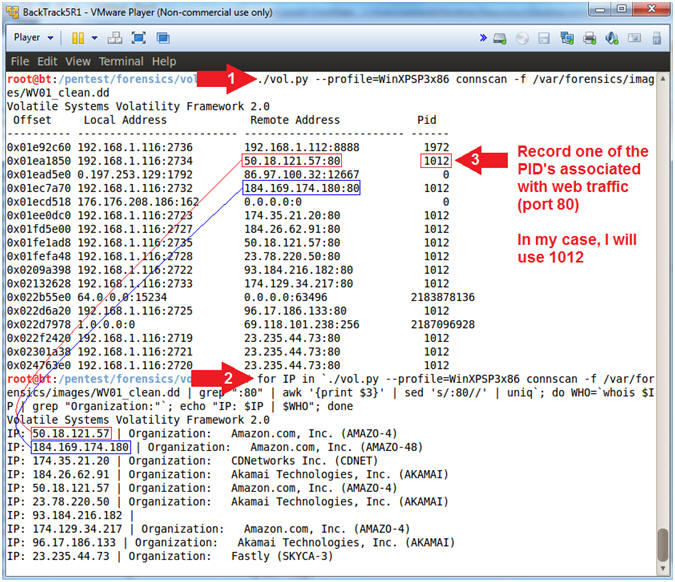 BackTrack5R1 - VMware Player (Non-commercial use only)
Player
File Edit View Terminal Help
root@bt:/pentest/forensics/vol 1 ./vol.py --profile=WinXPSP3x86 connscan -f /var/forensics/imag
es/WV01_clean.dd
Volatile Systems Volatility Framework 2.0
Offset Local Address Remote Address Pid
---------- ------------------------- ------------------------- ------
0x01e92c60 192.168.1.116:2736 192.168.1.112:8888 1972
0x01ea1850 192.168.1.116:2734 50.18.121.57:80 1012
0x01ead5e0 0.197.253.129:1792 86.97.100.32:12667 0
0x01ec7a70 192.168.1.116:2732 184.169.174.180:80 1012
0x01ecd518 176.176.208.186:162 0.0.0.0:0 0
0x01ee0dc0 192.168.1.116:2723 174.35.21.20:80 1012
0x01fd5e00 192.168.1.116:2727 184.26.62.91:80 1012
0x01fe1ad8 192.168.1.116:2735 50.18.121.57:80 1012
0x01fefa48 192.168.1.116:2728 23.78.220.50:80 1012
0x0209a398 192.168.1.116:2722 93.184.216.182:80 1012
0x02132628 192.168.1.116:2733 174.129.34.217:80 1012
0x022b55e0 64.0.0.0:15234 0.0.0.0:63496 2183878136
0x022d6a20 192.168.1.116:2725 96.17.186.133:80 1012
0x022d7978 1.0.0.0:0 69.118.101.238:256 2187096928
0x022f2420 192.168.1.116:2719 23.235.44.73:80 1012
0x02301a38 192.168.1.116:2721 23.235.44.73:80 1012
0x024763e0 192.168.1.116:2720 23.235.44.73:80 1012
3
Record one of the
PID's associated
with web traffic
(port 80)
In my case, I will
use 1012
root@bt:/pentest/forensics/vol 2 for IP in `./vol.py --profile=WinXPSP3x86 connscan -f /var/for
ensics/images/WV01_clean.dd | grep ":80" | awk '{print $3}' | sed 's/:80//' | uniq`; do WHO=`whois $I
P | grep "Organization:"`; echo "IP: $IP | $WHO"; done
Volatile Systems Volatility Framework 2.0
IP: 50.18.121.57 | Organization: Amazon.com, Inc. (AMAZO-4)
IP: 184.169.174.180 | Organization: Amazon.com, Inc. (AMAZO-48)
IP: 174.35.21.20 | Organization: CDNetworks Inc. (CDNET)
IP: 184.26.62.91 | Organization: Akamai Technologies, Inc. (AKAMAI)
IP: 50.18.121.57 | Organization: Amazon.com, Inc. (AMAZO-4)
IP: 23.78.220.50 | Organization: Akamai Technologies, Inc. (AKAMAI)
IP: 93.184.216.182 |
IP: 174.129.34.217 | Organization: Amazon.com, Inc. (AMAZO-4)
IP: 96.17.186.133 | Organization: Akamai Technologies, Inc. (AKAMAI)
IP: 23.235.44.73 | Organization: Fastly (SKYCA-3)